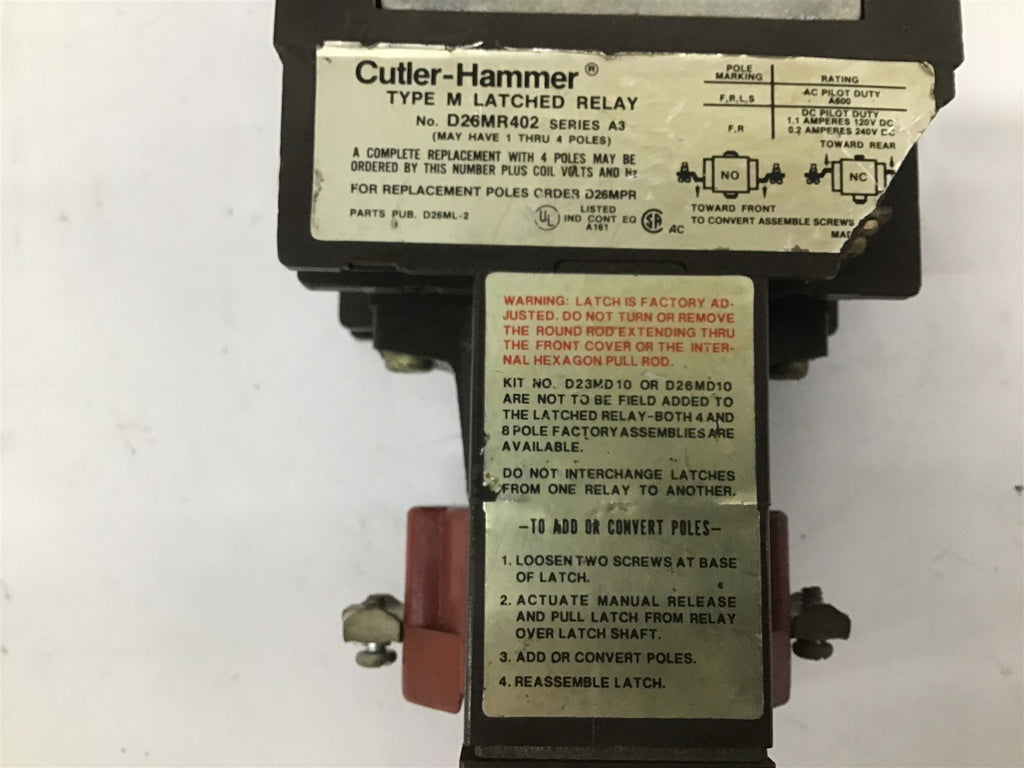 Cutler-Hammer®
TYPE M LATCHED RELAY
No. D26MR402 SERIES A3
(MAY HAVE 1 THRU 4 POLES)
A COMPLETE REPLACEMENT WITH 4 POLES MAY BE
ORDERED BY THIS NUMBER PLUS COIL VOLTS AND Hz
FOR REPLACEMENT POLES ORDER D26MPR
PARTS PUB. D26ML-2
UL
LISTED
IND CONT EQ
A161
SA
AC
POLE
MARKING
RATING
F,R,L,S
AC PILOT DUTY
A600
F,R
DC PILOT DUTY
1.1 AMPERES 120V DC
0.2 AMPERES 240V DC
TOWARD REAR
NO
NC
TOWARD FRONT
TO CONVERT ASSEMBLE SCREWS
WARNING: LATCH IS FACTORY AD-
JUSTED. DO NOT TURN OR REMOVE
THE ROUND ROD EXTENDING THRU
THE FRONT COVER OR THE INTER-
NAL HEXAGON PULL ROD.
KIT NO. D23MD10 OR D26MD10
ARE NOT TO BE FIELD ADDED TO
THE LATCHED RELAY-BOTH 4 AND
8 POLE FACTORY ASSEMBLIES ARE
AVAILABLE.
DO NOT INTERCHANGE LATCHES
FROM ONE RELAY TO ANOTHER.
-TO ADD OR CONVERT POLES-
1. LOOSEN TWO SCREWS AT BASE
OF LATCH.
2. ACTUATE MANUAL RELEASE
AND PULL LATCH FROM RELAY
OVER LATCH SHAFT.
3. ADD OR CONVERT POLES.
4. REASSEMBLE LATCH.